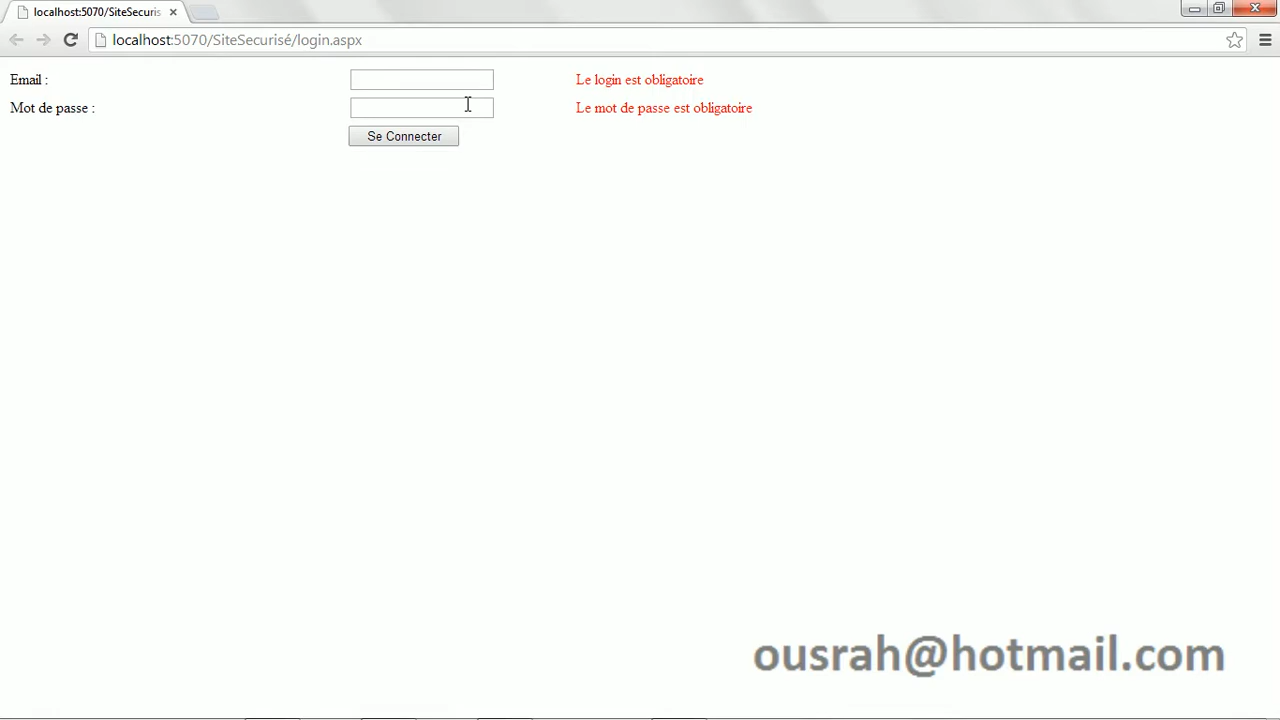 localhost:5070/SiteSecuris
localhost:5070/SiteSecurisé/login.aspx
Email : Le login est obligatoire
Mot de passe : Le mot de passe est obligatoire
Se Connecter
ousrah@hotmail.com